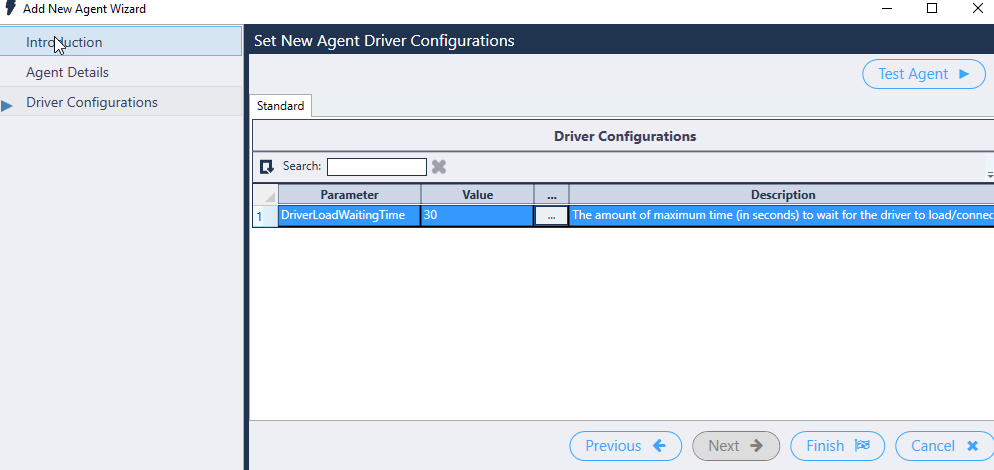 Add New Agent Wizard
Introduction
Agent Details
Driver Configurations
Set New Agent Driver Configurations
Test Agent
Standard
Driver Configurations
Search:
Parameter Value ... Description
1 DriverLoadWaitingTime 30 ... The amount of maximum time (in seconds) to wait for the driver to load/connec
Previous Next Finish Cancel